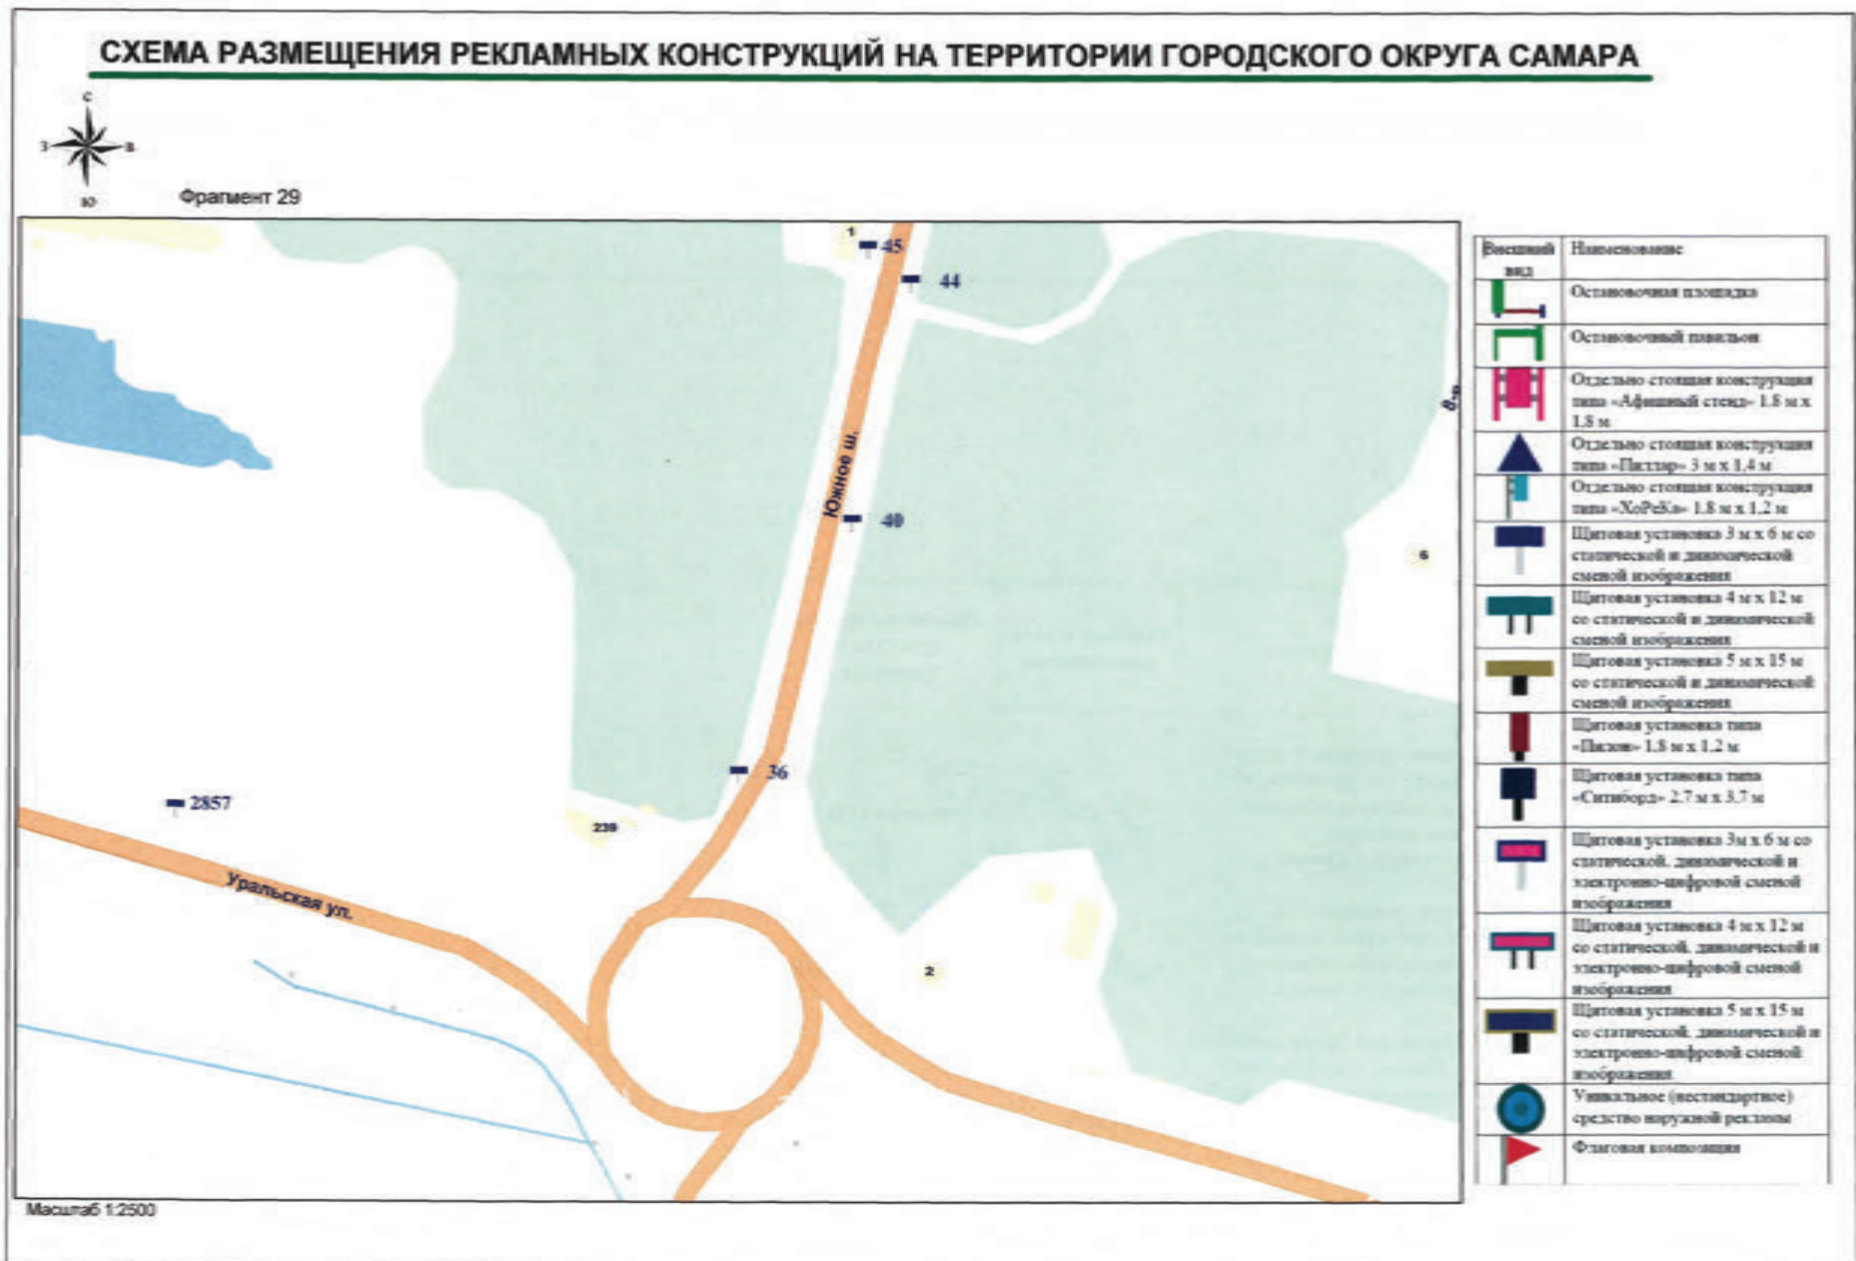 СХЕМА РАЗМЕЩЕНИЯ РЕКЛАМНЫХ КОНСТРУКЦИЙ НА ТЕРРИТОРИИ ГОРОДСКОГО ОКРУГА САМАРА
С
З
В
Ю
Фрагмент 29
1
45
44
Южное ш.
40
6
36
2857
239
Уральская ул.
2
Масштаб 1:2500
Внешний
вид
Наименование
Остановочная площадка
Остановочный павильон
Отдельно стоящая конструкция
типа «Афишный стенд» 1.8 м х
1.8 м
Отдельно стоящая конструкция
типа «Пиллар» 3 м х 1,4 м
Отдельно стоящая конструкция
типа «ХоРеКа» 1.8 м х 1.2 м
Щитовая установка 3 м х 6 м со
статической и динамической
сменой изображения
Щитовая установка 4 м х 12 м
со статической и динамической
сменой изображения
Щитовая установка 5 м х 15 м
со статической и динамической
сменой изображения
Щитовая установка типа
«Пилон» 1.8 м х 1.2 м
Щитовая установка типа
«Ситиборд» 2.7 м х 3.7 м
Щитовая установка 3м х 6 м со
статической, динамической и
электронно-цифровой сменой
изображения
Щитовая установка 4 м х 12 м
со статической, динамической и
электронно-цифровой сменой
изображения
Щитовая установка 5 м х 15 м
со статической, динамической и
электронно-цифровой сменой
изображения
Уникальное (нестандартное)
средство наружной рекламы
Флаговая композиция